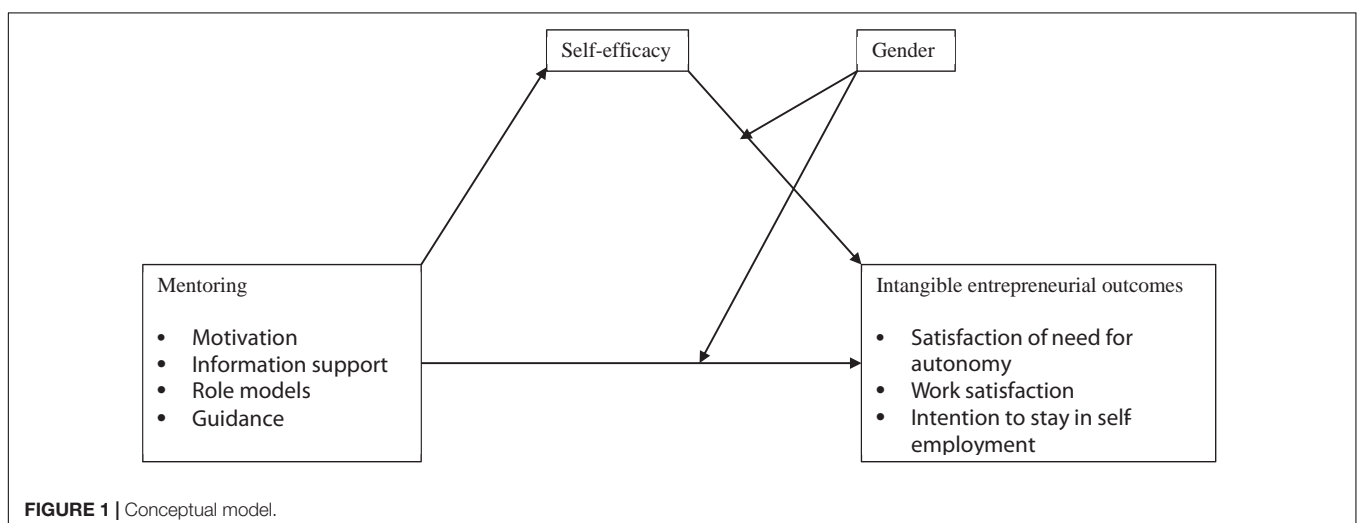 Self-efficacy
Gender
Mentoring
• Motivation
• Information support
• Role models
• Guidance
Intangible entrepreneurial outcomes
• Satisfaction of need for
autonomy
• Work satisfaction
• Intention to stay in self-
employment
FIGURE 1 | Conceptual model.